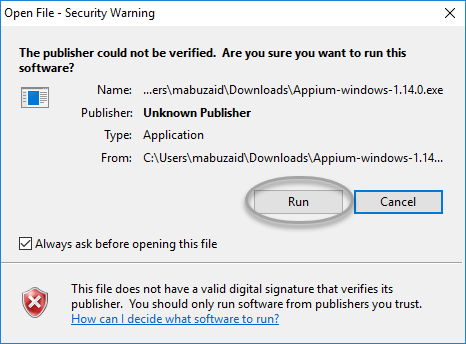 Open File - Security Warning
The publisher could not be verified.  Are you sure you want to run this
software?
Name: ...ers\mabuzaid\Downloads\Appium-windows-1.14.0.exe
Publisher: Unknown Publisher
Type: Application
From: C:\Users\mabuzaid\Downloads\Appium-windows-1.14...
Run Cancel
Always ask before opening this file
This file does not have a valid digital signature that verifies its
publisher.  You should only run software from publishers you trust.
How can I decide what software to run?